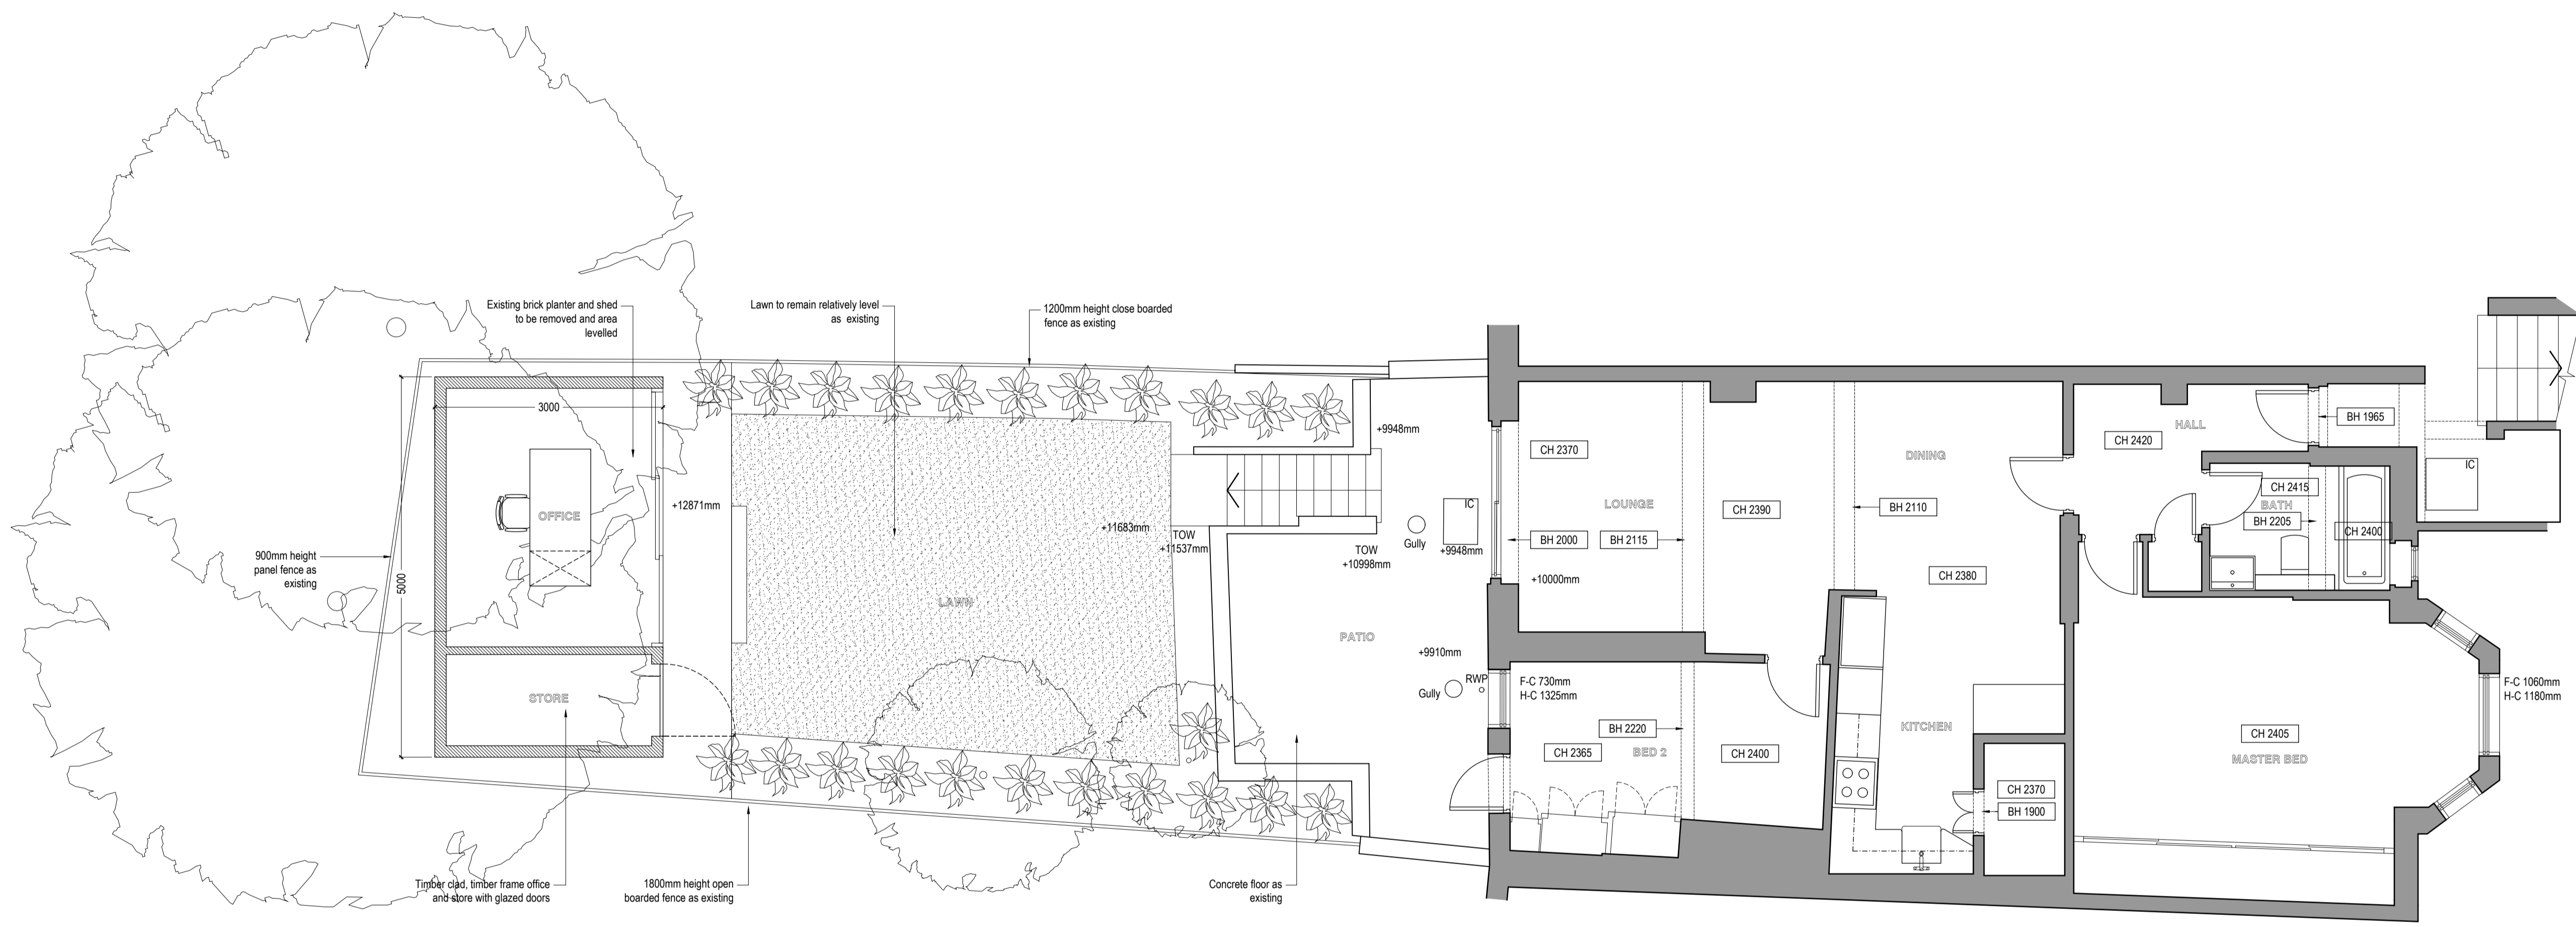 Existing brick planter and shed
to be removed and area
levelled
Lawn to remain relatively level
as existing
1200mm height close boarded
fence as existing
3000
5000
OFFICE
STORE
900mm height
panel fence as
existing
+12871mm
LAWN
+11683mm
TOW
+11537mm
TOW
+10998mm
PATIO
+9948mm
IC
Gully
+9948mm
+9910mm
RWP
Gully
Timber clad, timber frame office
and store with glazed doors
1800mm height open
boarded fence as existing
Concrete floor as
existing
CH 2370
LOUNGE
BH 2000
BH 2115
+10000mm
CH 2390
DINING
BH 2110
CH 2380
F-C 730mm
H-C 1325mm
BH 2220
CH 2365
BED 2
CH 2400
KITCHEN
CH 2370
BH 1900
HALL
CH 2420
BH 1965
IC
CH 2415
BATH
BH 2205
CH 2400
CH 2405
MASTER BED
F-C 1060mm
H-C 1180mm